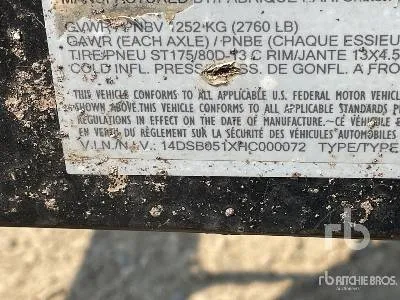 GVWR / PNBV 1252 KG (2760 LB)
GAWR (EACH AXLE) / PNBE (CHAQUE ESSIEU
TIRE/PNEU ST175/80D 13 C RIM/JANTE 13X4.5
COLD INFL. PRESS. DE GONFL. A FRO
THIS VEHICLE CONFORMS TO ALL APPLICABLE U.S. FEDERAL MOTOR VEHICLE
SHOWN ABOVE. THIS VEHICLE CONFORMS TO ALL APPLICABLE STANDARDS P
REGULATIONS IN EFFECT ON THE DATE OF MANUFACTURE.~CE VÉHICULE E
EN VERTU DU RÈGLEMENT SUR LA SÉCURITÉ DES VÉHICULES AUTOMOBILES
V.I.N./N.I.V.: 14DSB051XHC000072 TYPE/TYPE
rb
RITCHIE BROS.
Auctioneers